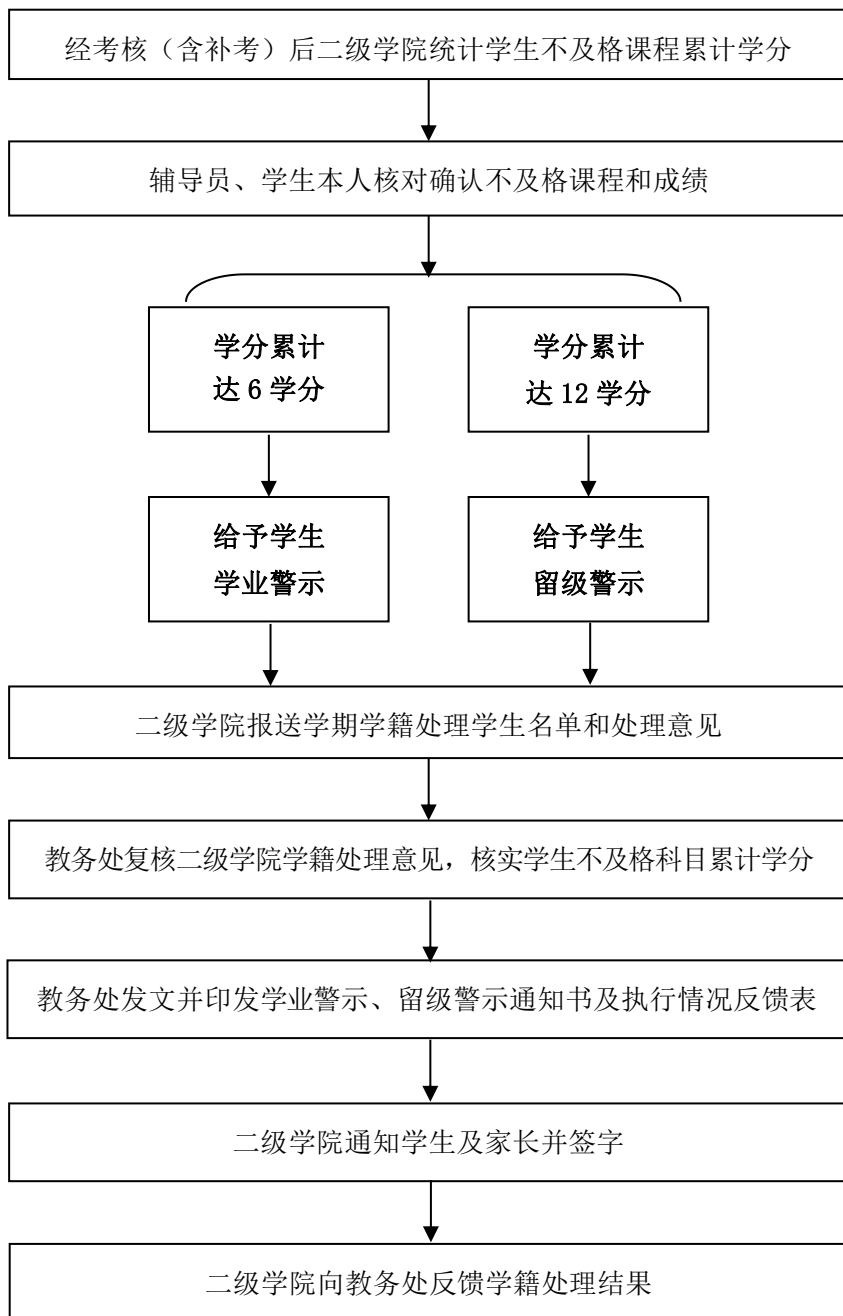 经考核（含补考）后二级学院统计学生不及格课程累计学分
辅导员、学生本人核对确认不及格课程和成绩
学分累计
达 6 学分
学分累计
达 12 学分
给予学生
学业警示
给予学生
留级警示
二级学院报送学期学籍处理学生名单和处理意见
教务处复核二级学院学籍处理意见，核实学生不及格科目累计学分
教务处发文并印发学业警示、留级警示通知书及执行情况反馈表
二级学院通知学生及家长并签字
二级学院向教务处反馈学籍处理结果